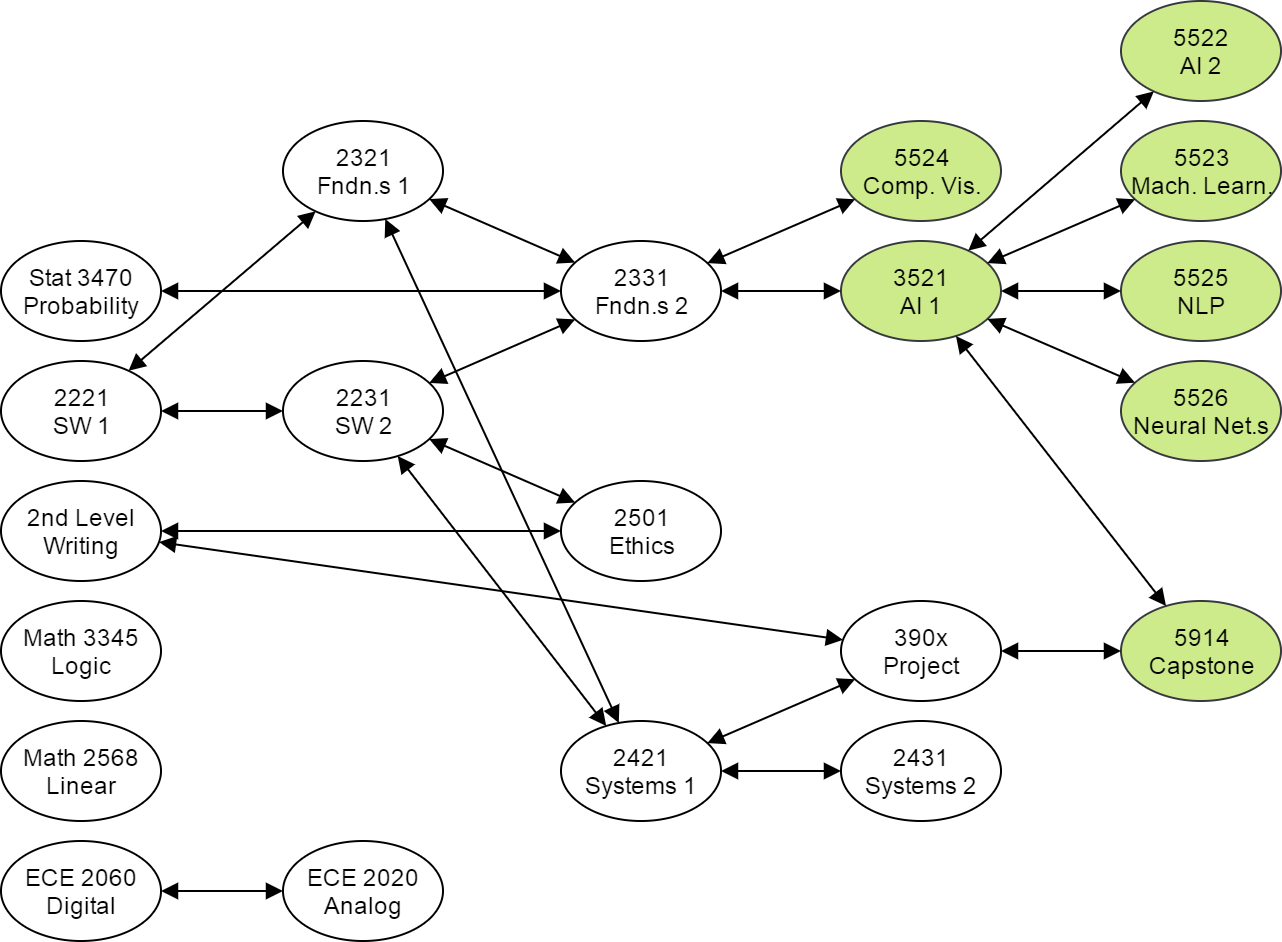 5522
AI 2
2321
Fndn.s 1
5524
Comp. Vis.
5523
Mach. Learn.
Stat 3470
Probability
2331
Fndn.s 2
3521
AI 1
5525
NLP
2221
SW 1
2231
SW 2
5526
Neural Net.s
2nd Level
Writing
2501
Ethics
Math 3345
Logic
390x
Project
5914
Capstone
Math 2568
Linear
2421
Systems 1
2431
Systems 2
ECE 2060
Digital
ECE 2020
Analog